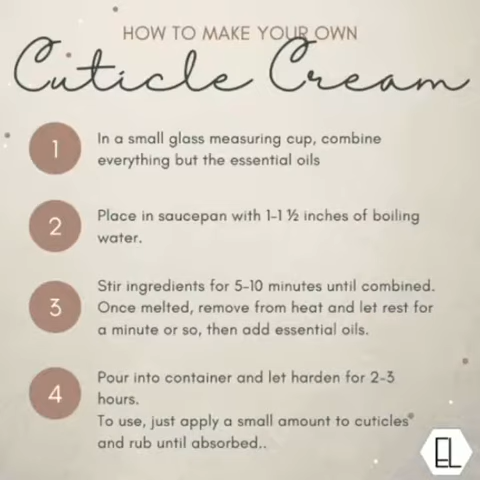 HOW TO MAKE YOUR OWN
Cuticle Cream
1
In a small glass measuring cup, combine
everything but the essential oils
2
Place in saucepan with 1-1 ½ inches of boiling
water.
3
Stir ingredients for 5-10 minutes until combined.
Once melted, remove from heat and let rest for
a minute or so, then add essential oils.
4
Pour into container and let harden for 2-3
hours.
To use, just apply a small amount to cuticles
and rub until absorbed..
EL